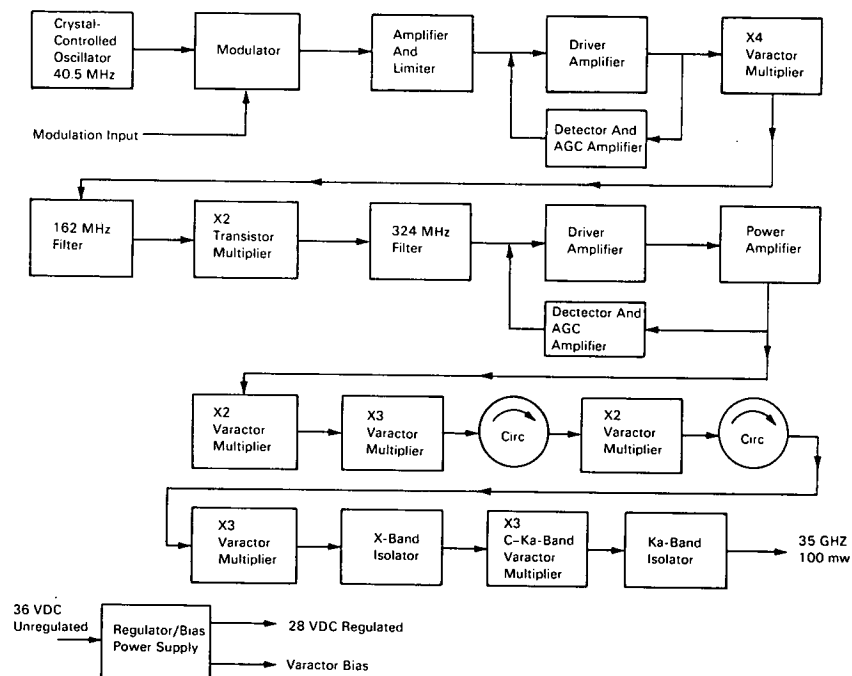 Crystal-
Controlled
Oscillator
40.5 MHz
Modulator
Amplifier
And
Limiter
Driver
Amplifier
X4
Varactor
Multiplier
Modulation Input
Detector And
AGC Amplifier
162 MHz
Filter
X2
Transistor
Multiplier
324 MHz
Filter
Driver
Amplifier
Power
Amplifier
Dectector And
AGC
Amplifier
X2
Varactor
Multiplier
X3
Varactor
Multiplier
Circ
X2
Varactor
Multiplier
Circ
X3
Varactor
Multiplier
X-Band
Isolator
X3
C-Ka-Band
Varactor
Multiplier
Ka-Band
Isolator
35 GHZ
100 mw
36 VDC
Unregulated
Regulator/Bias
Power Supply
28 VDC Regulated
Varactor Bias